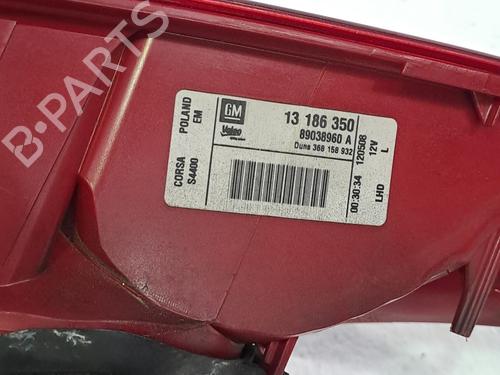 GM
Valeo
13 186 350
89038960 A
Duns 368 158 932
CORSA POLAND
S4400 EM
00:30:34 120508 12V
LHD L
B-PARTS